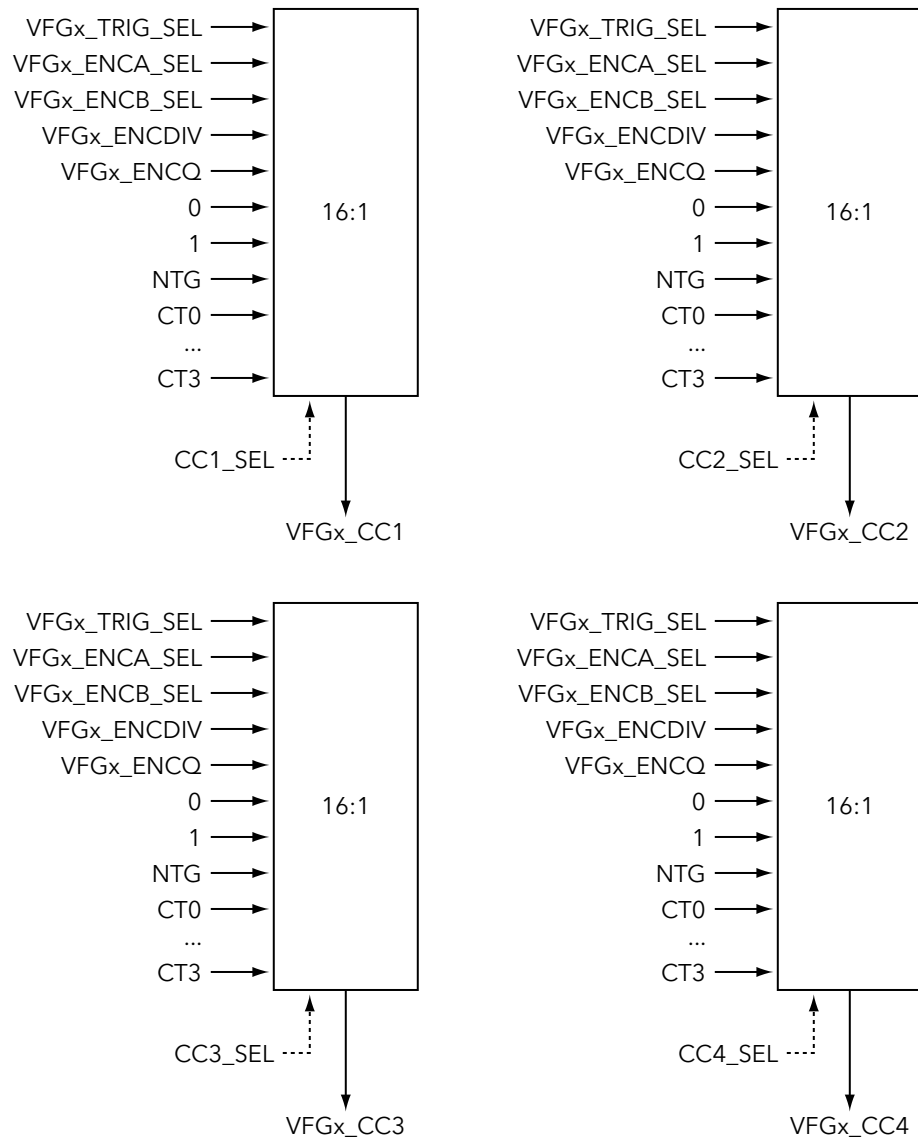 VFGx_TRIG_SEL
VFGx_ENCA_SEL
VFGx_ENCB_SEL
VFGx_ENCDIV
VFGx_ENCQ
0
1
NTG
CT0
...
CT3
16:1
CC1_SEL
VFGx_CC1
VFGx_TRIG_SEL
VFGx_ENCA_SEL
VFGx_ENCB_SEL
VFGx_ENCDIV
VFGx_ENCQ
0
1
NTG
CT0
...
CT3
16:1
CC2_SEL
VFGx_CC2
VFGx_TRIG_SEL
VFGx_ENCA_SEL
VFGx_ENCB_SEL
VFGx_ENCDIV
VFGx_ENCQ
0
1
NTG
CT0
...
CT3
16:1
CC3_SEL
VFGx_CC3
VFGx_TRIG_SEL
VFGx_ENCA_SEL
VFGx_ENCB_SEL
VFGx_ENCDIV
VFGx_ENCQ
0
1
NTG
CT0
...
CT3
16:1
CC4_SEL
VFGx_CC4